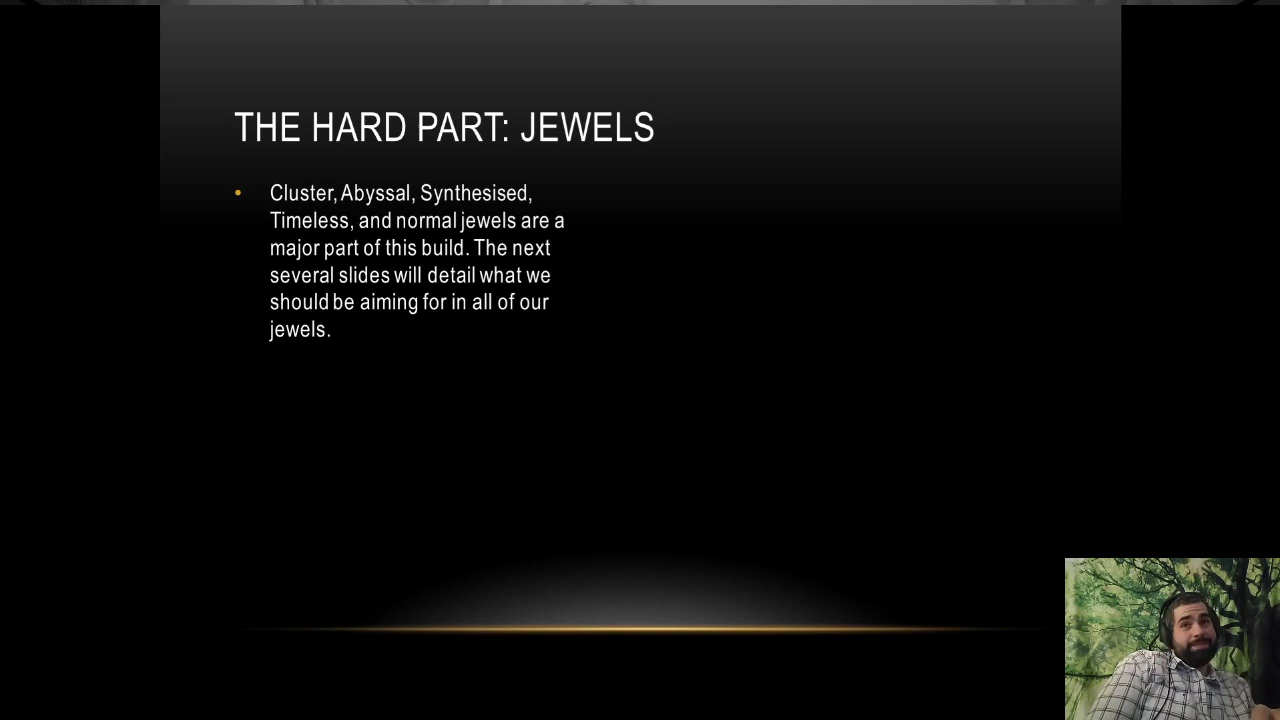 THE HARD PART: JEWELS
• Cluster, Abyssal, Synthesised,
Timeless, and normal jewels are a
major part of this build. The next
several slides will detail what we
should be aiming for in all of our
jewels.